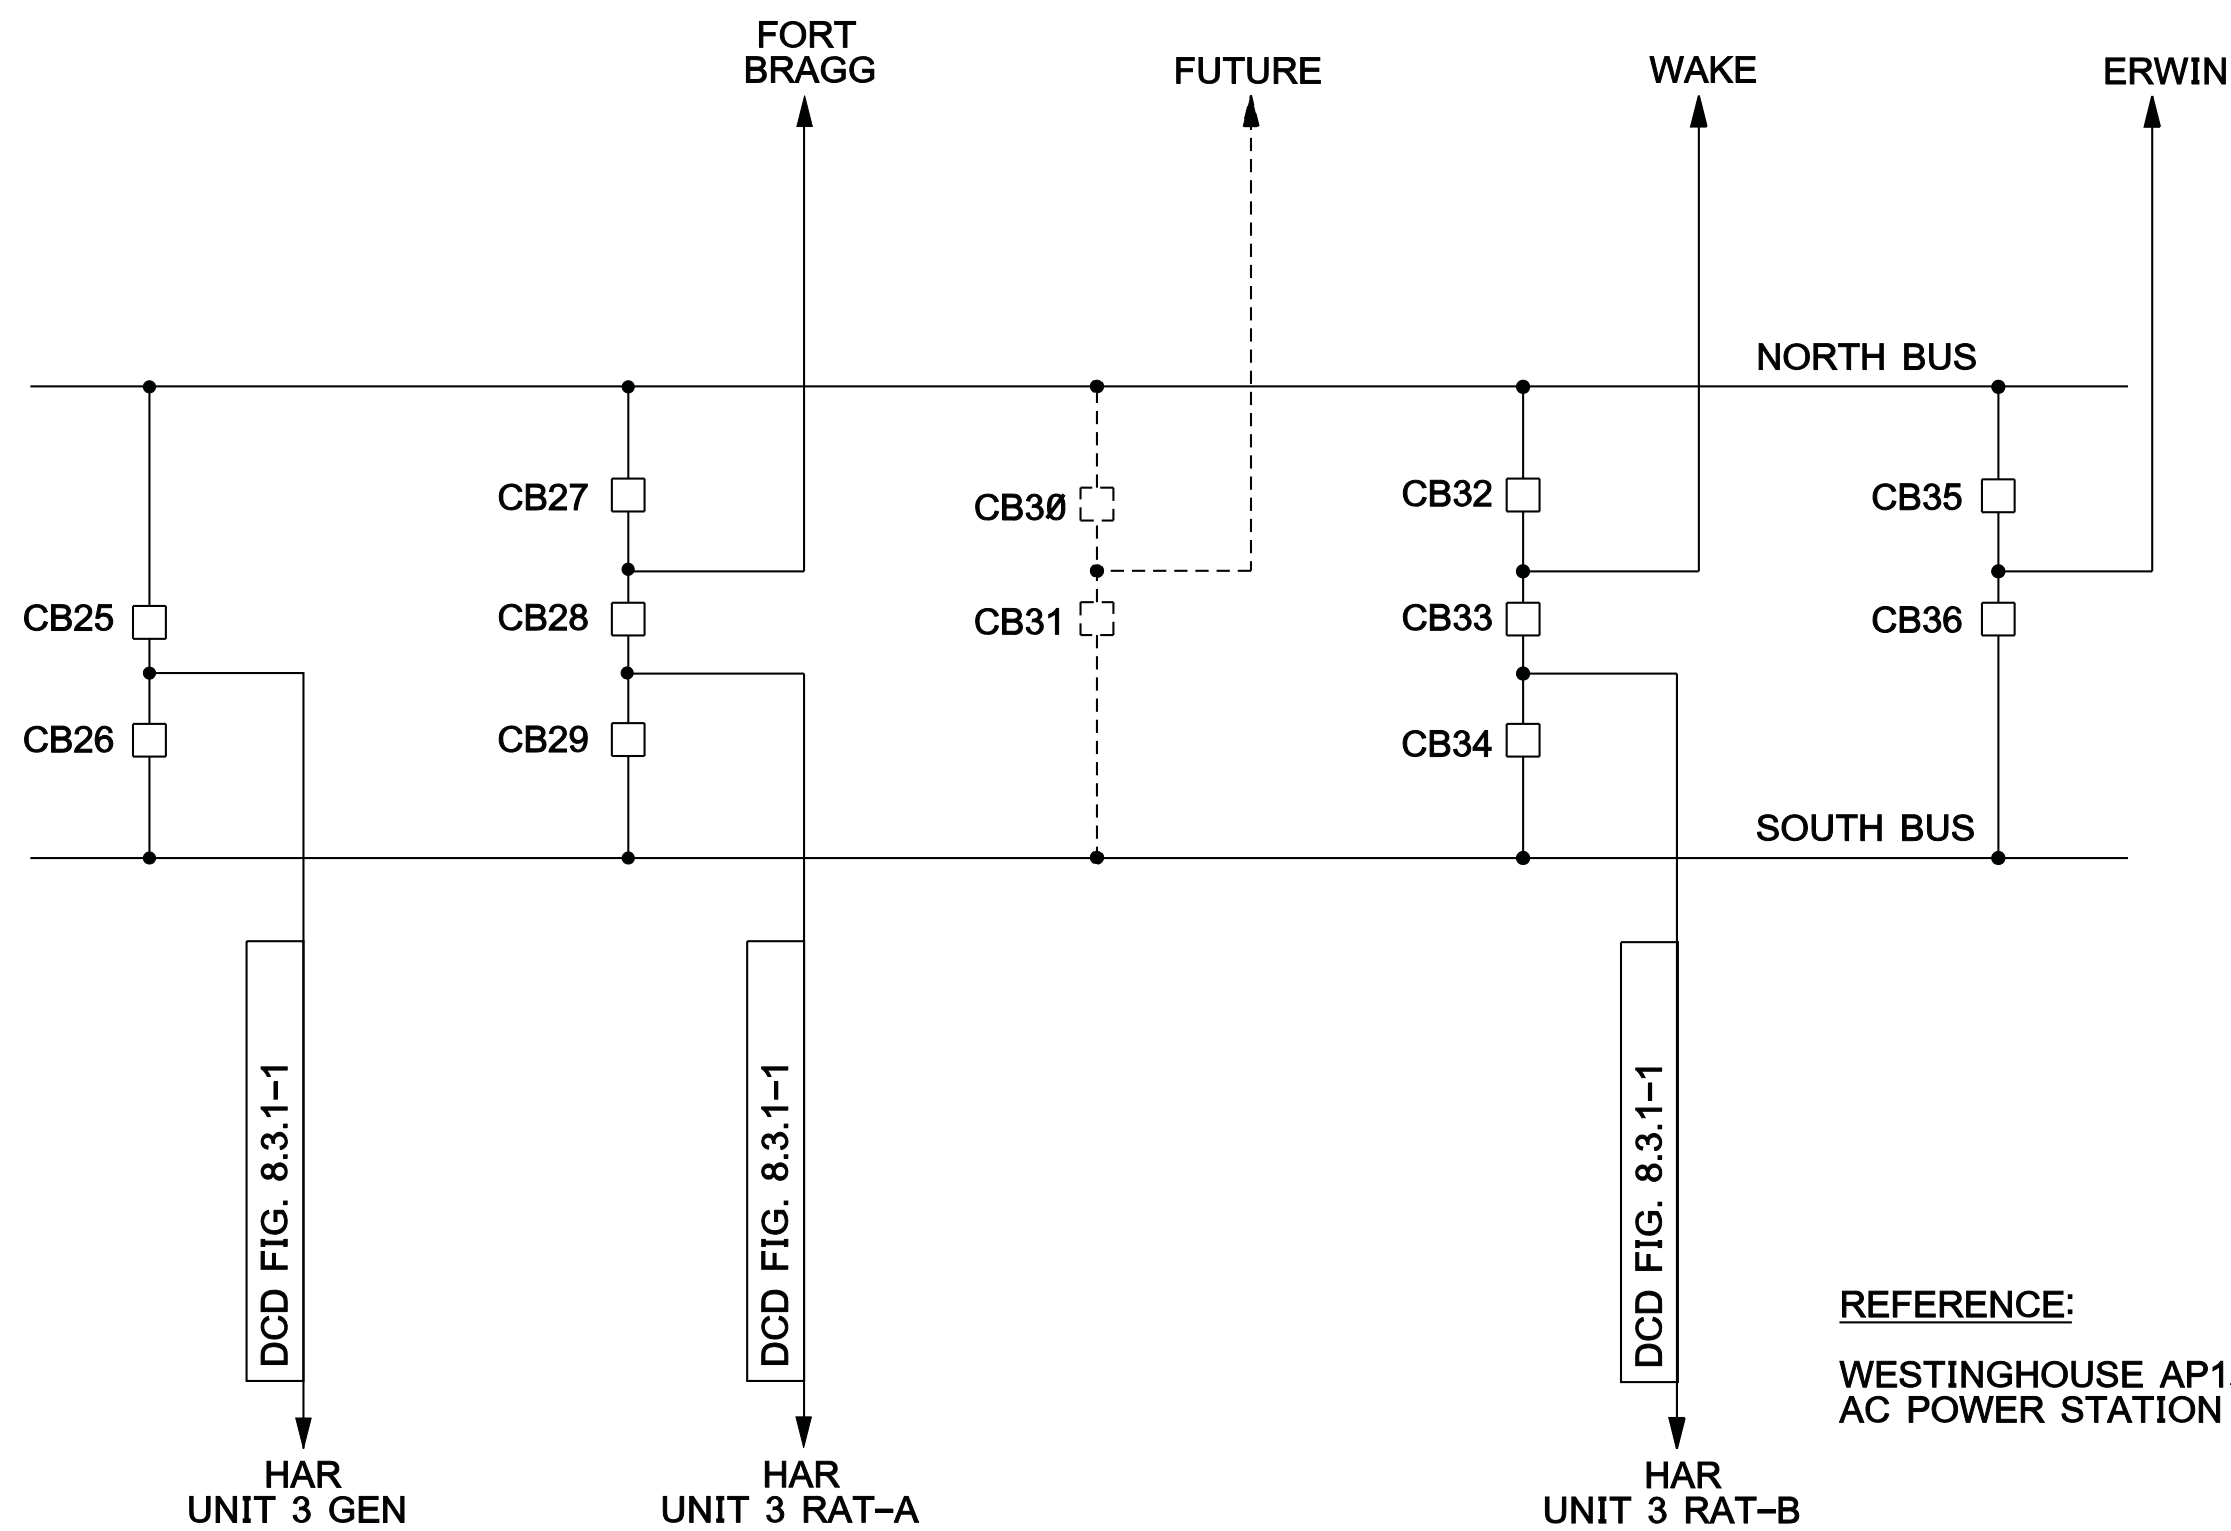 FORT
BRAGG
FUTURE
WAKE
ERWIN
NORTH BUS
CB27
CB30
CB32
CB35
CB25
CB28
CB31
CB33
CB36
CB26
CB29
CB34
SOUTH BUS
DCD FIG. 8.3.1-1
DCD FIG. 8.3.1-1
DCD FIG. 8.3.1-1
REFERENCE:
WESTINGHOUSE AP1
AC POWER STATION
HAR
UNIT 3 GEN
HAR
UNIT 3 RAT-A
HAR
UNIT 3 RAT-B